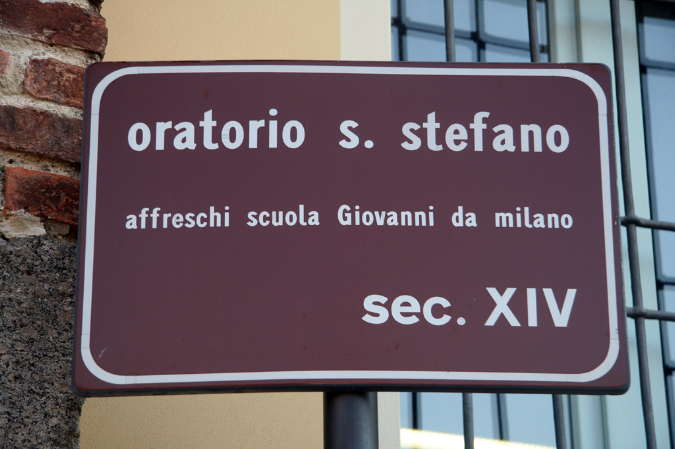 oratorio s. stefano
affreschi scuola Giovanni da milano
sec. XIV